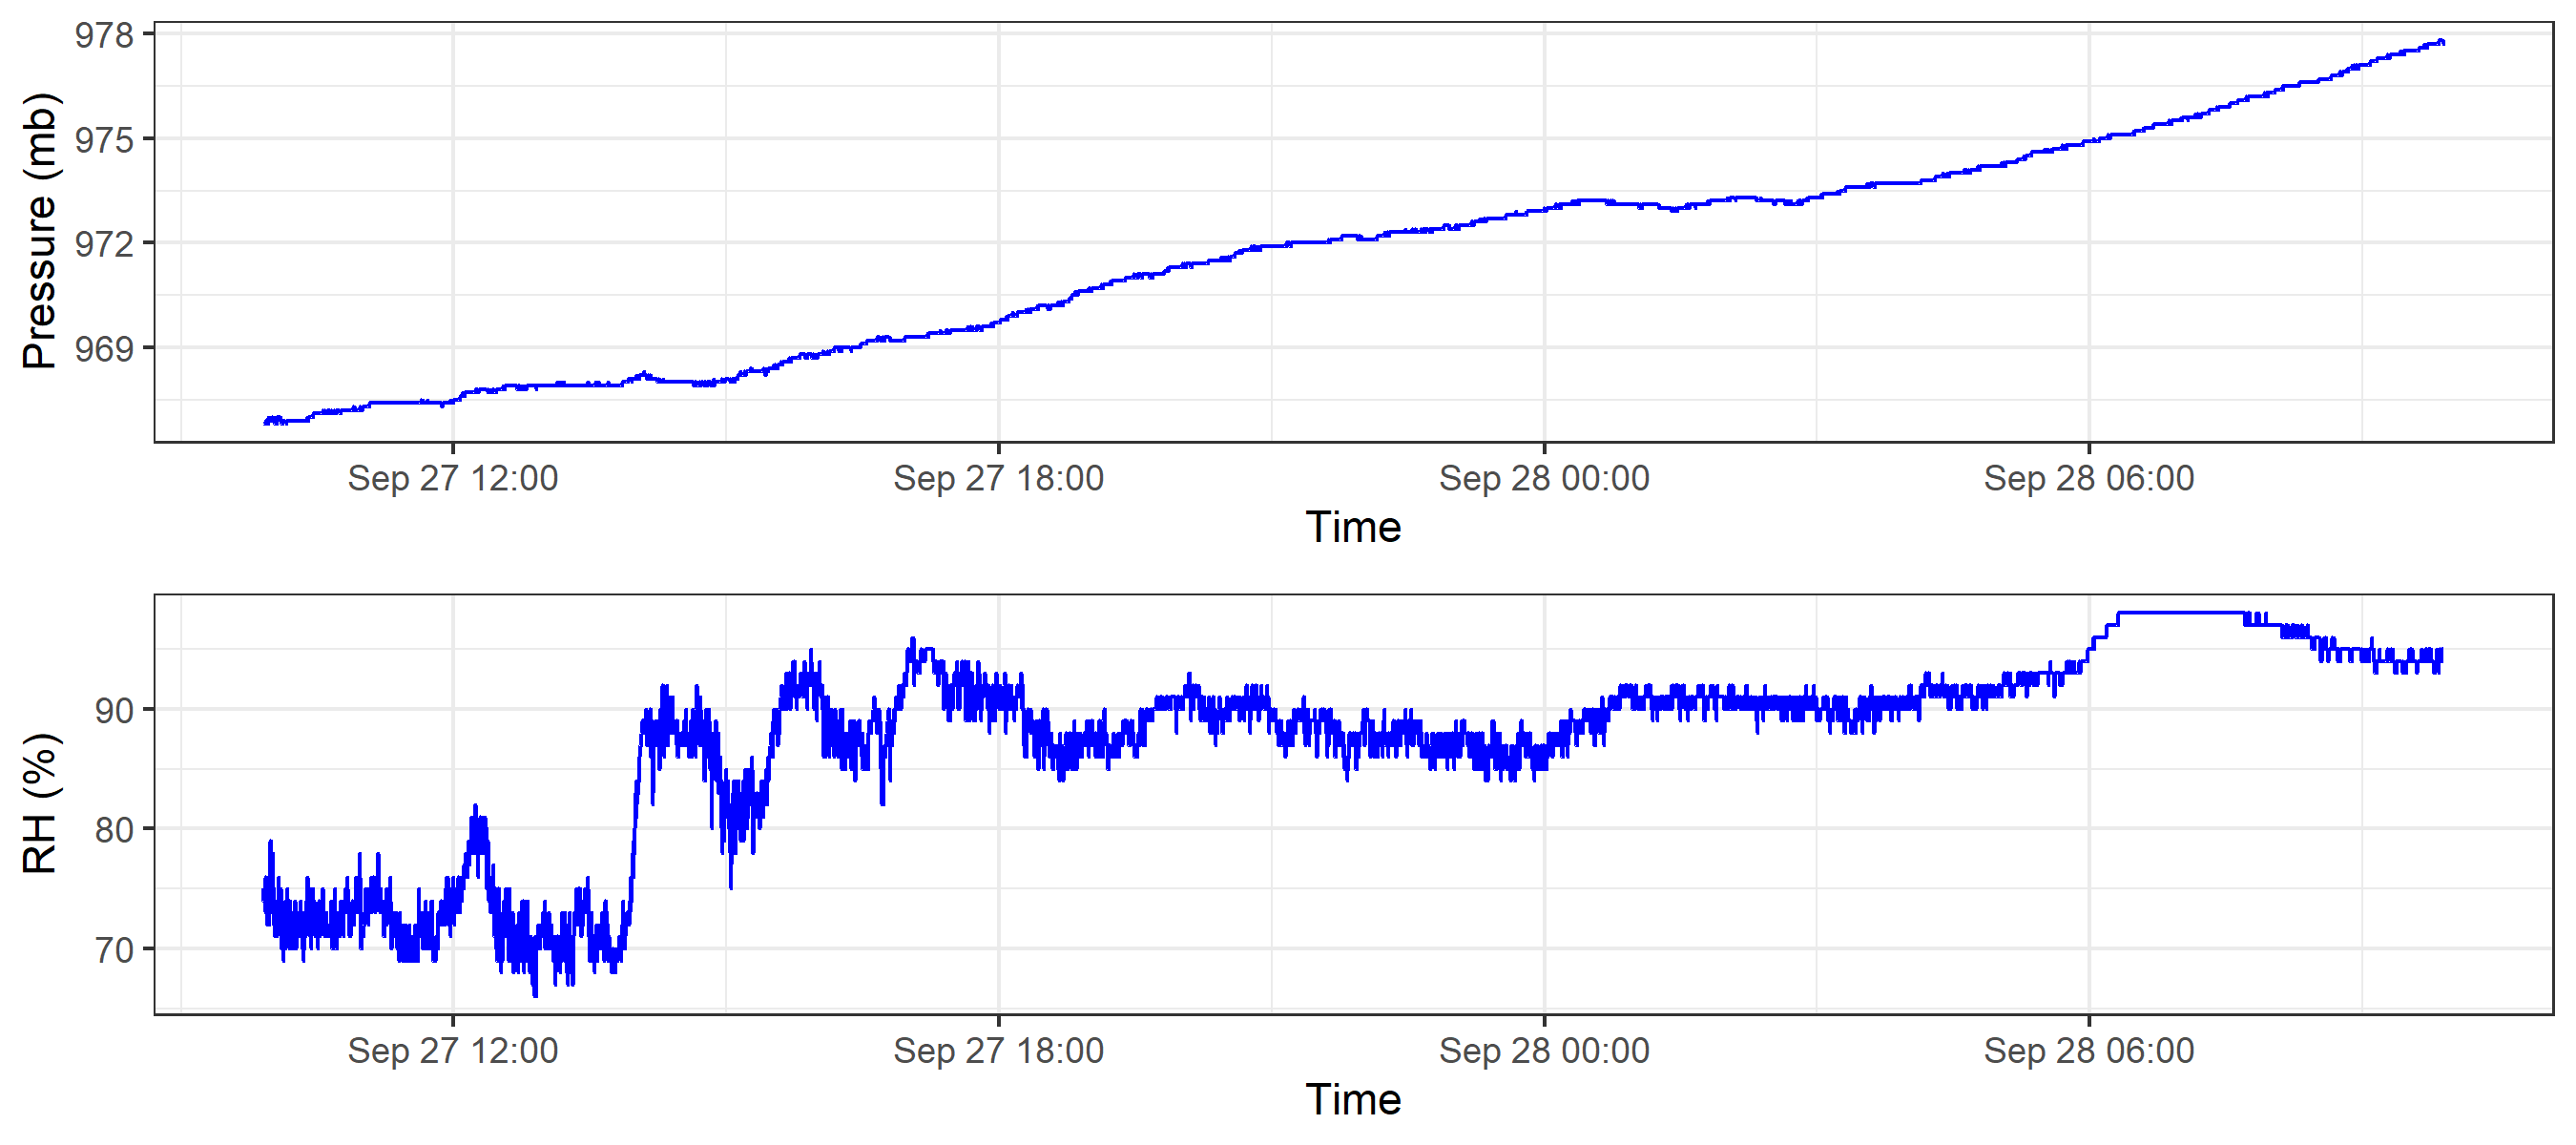 Pressure (mb)
978
975
972
969
Sep 27 12:00
Sep 27 18:00
Sep 28 00:00
Sep 28 06:00
Time
RH (%)
90
80
70
Sep 27 12:00
Sep 27 18:00
Sep 28 00:00
Sep 28 06:00
Time